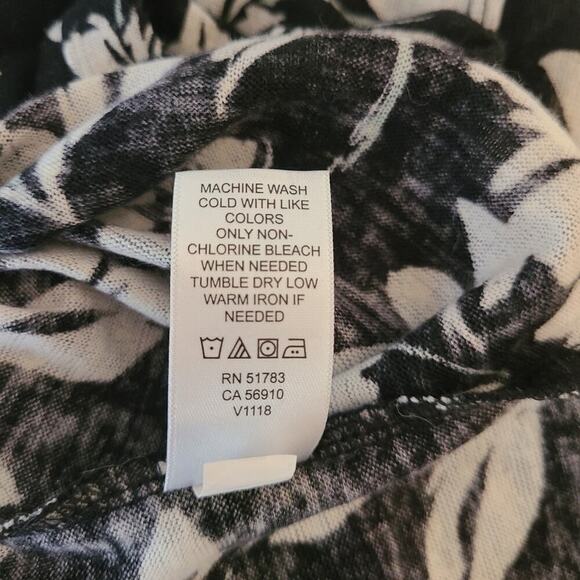 MACHINE WASH
COLD WITH LIKE
COLORS
ONLY NON-
CHLORINE BLEACH
WHEN NEEDED
TUMBLE DRY LOW
WARM IRON IF
NEEDED
RN 51783
CA 56910
V1118